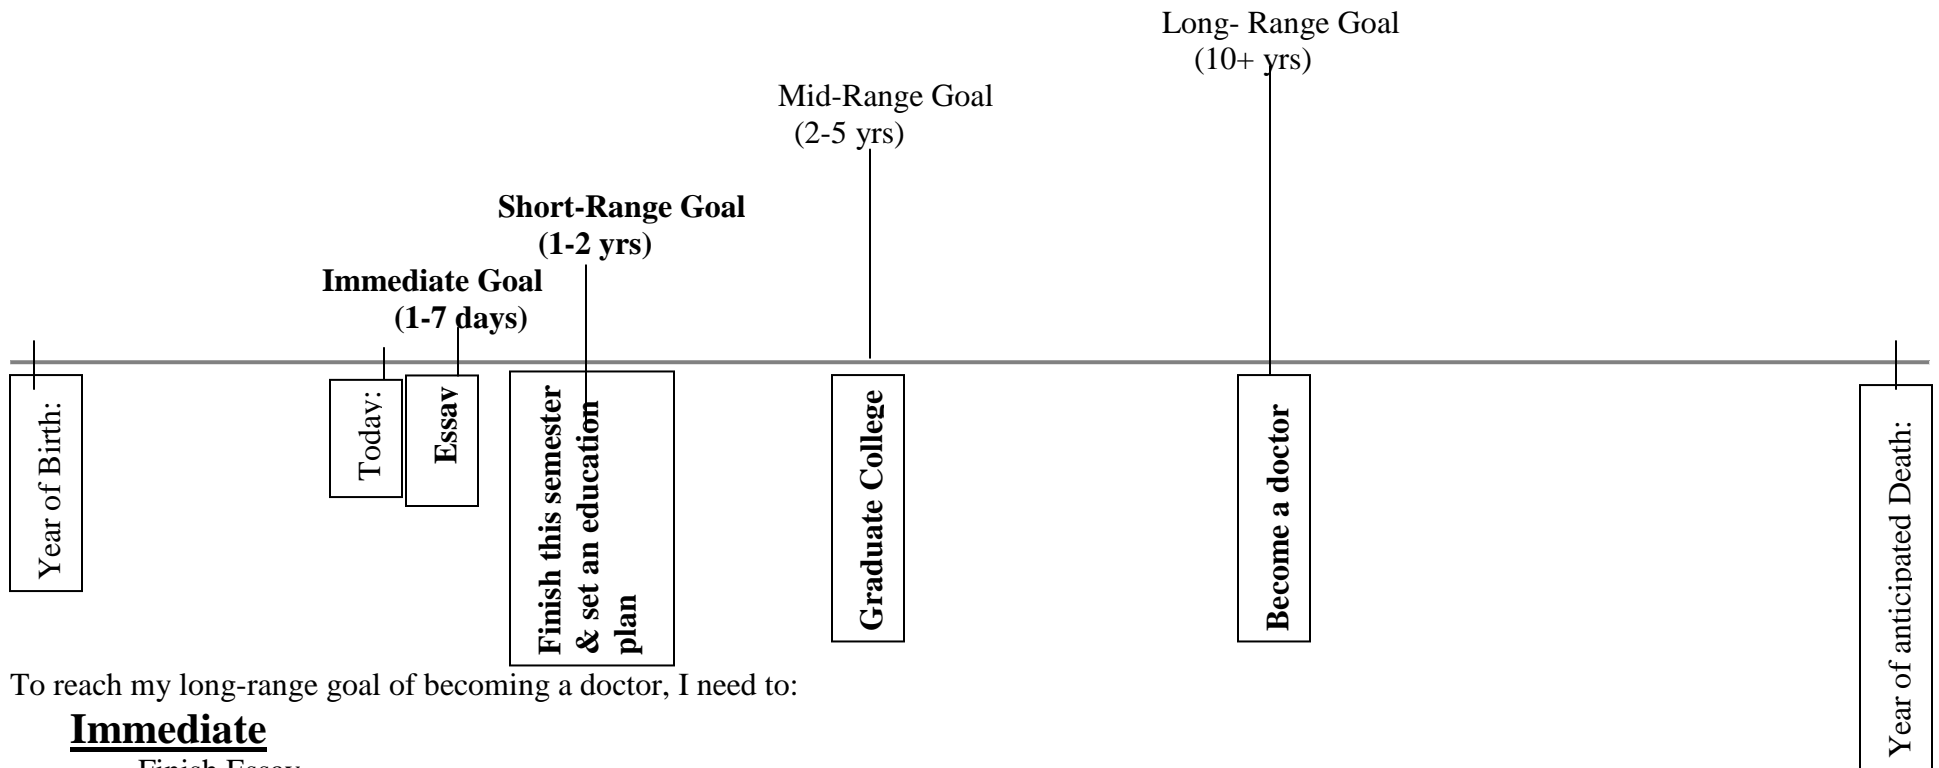 Long- Range Goal
(10+ yrs)
Mid-Range Goal
(2-5 yrs)
Short-Range Goal
(1-2 yrs)
Immediate Goal
(1-7 days)
Year of Birth:
Today:
Essay
Finish this semester
& set an education
plan
Graduate College
Become a doctor
Year of anticipated Death:
To reach my long-range goal of becoming a doctor, I need to:
Immediate
Finish Essay